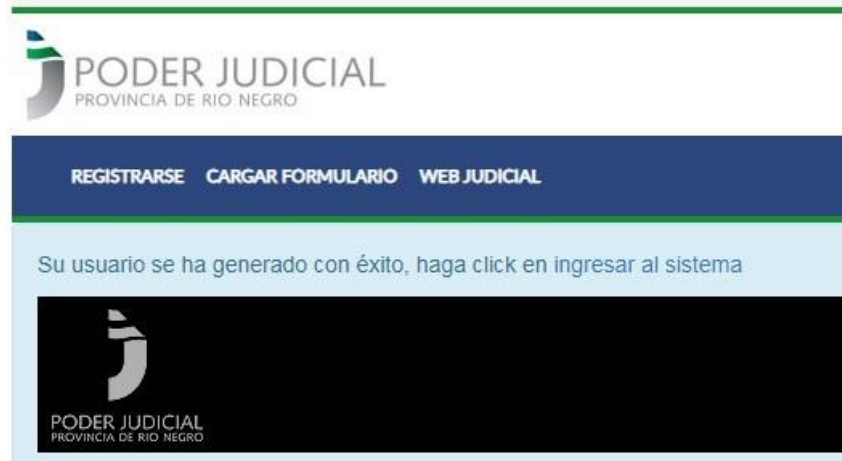 PODER JUDICIAL
PROVINCIA DE RIO NEGRO
REGISTRARSE CARGAR FORMULARIO WEB JUDICIAL
Su usuario se ha generado con éxito, haga click en ingresar al sistema
PODER JUDICIAL
PROVINCIA DE RIO NEGRO